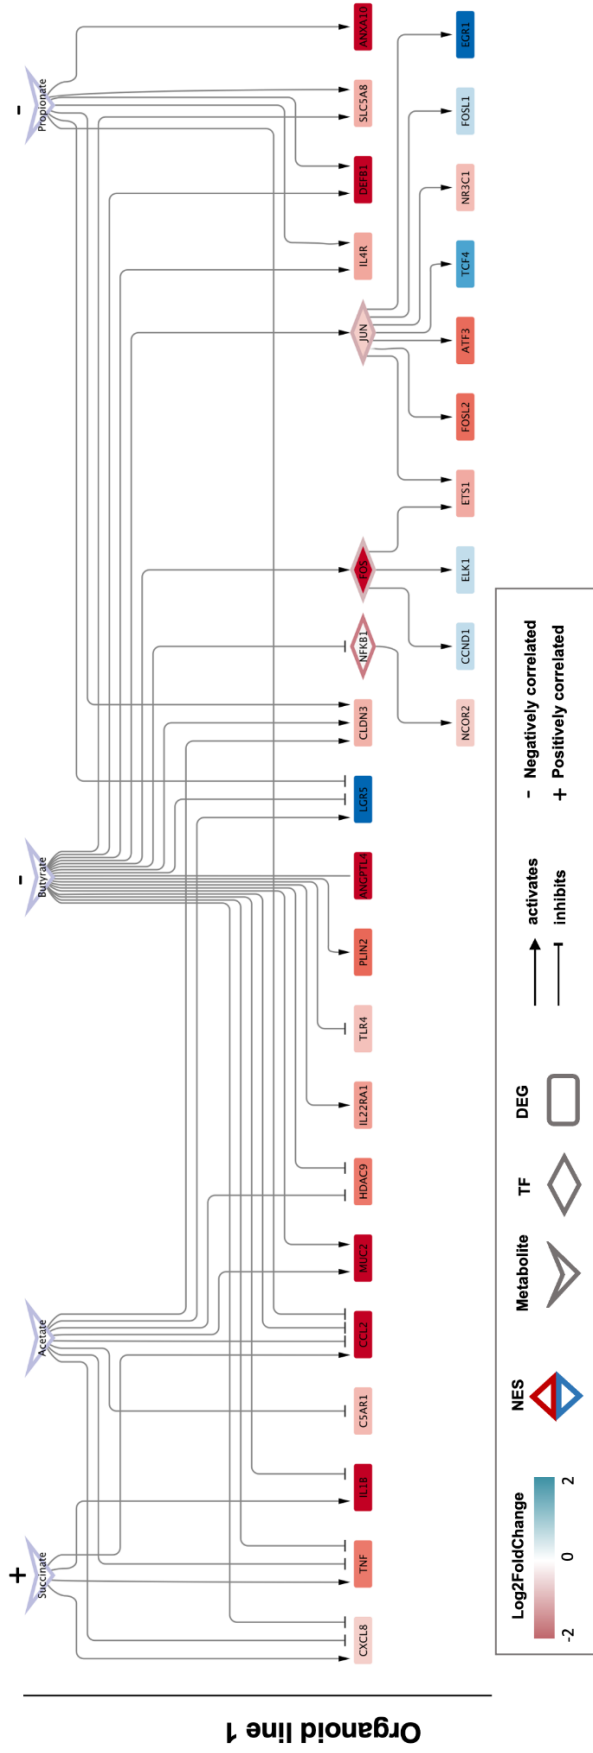 Organoid line 1
+
-
-
Succinate
Acetate
Butyrate
Propionate
CXCL8
TNF
IL1B
C5AR1
CCL2
MUC2
HDAC9
IL22RA1
TLR4
PLIN2
ANGPTL4
LGR5
CLDN3
NFKB1
FOS
JUN
IL4R
DEFB1
SLC5A8
ANXA10
NCOR2
CCND1
ELK1
ETS1
FOSL2
ATF3
TCF4
NR3C1
FOSL1
EGR1
Log2FoldChange
-2
0
2
NES
Metabolite
TF
DEG
activates
inhibits
- Negatively correlated
+ Positively correlated